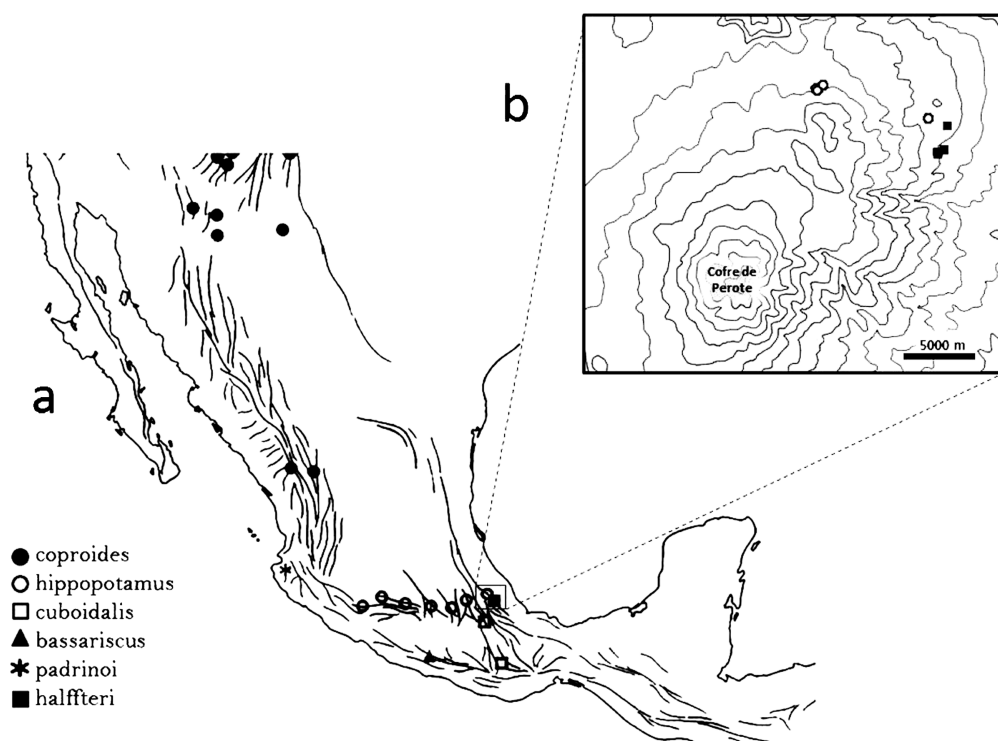 b
Cofre de
Perote
5000 m
a
coproides
hippopotamus
cuboidalis
bassariscus
padrinoi
halffteri